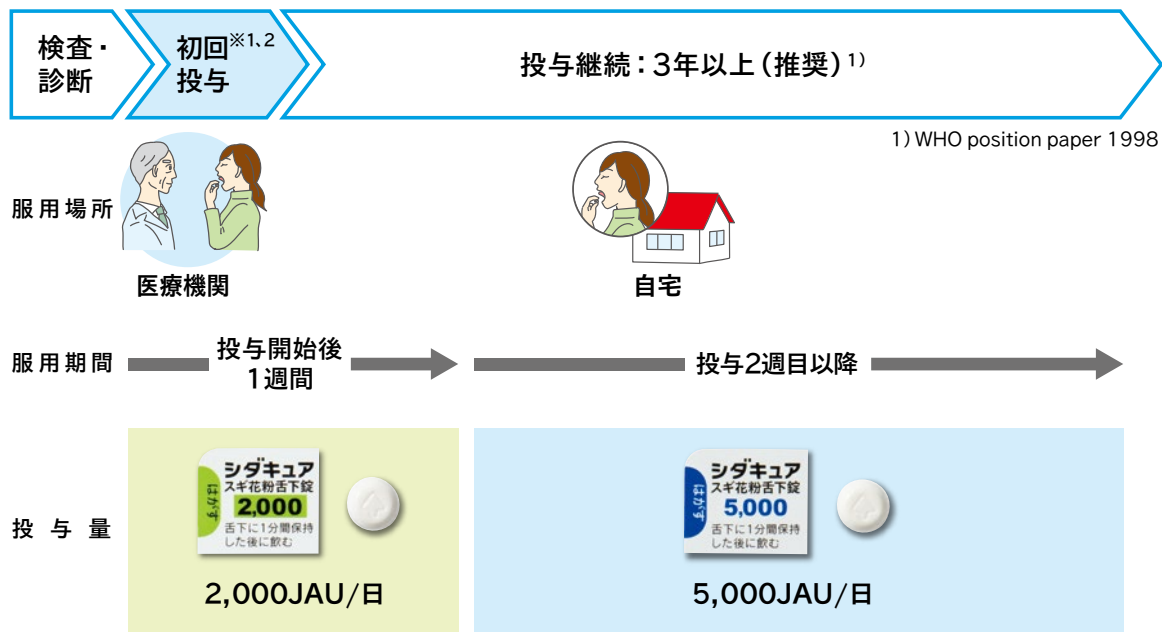 検査・
診断
初回※1、2
投与
投与継続：3年以上（推奨）1）
1）WHO position paper 1998
服用場所
医療機関
自宅
服用期間
投与開始後
1週間
投与2週目以降
投与量
シダキュア
スギ花粉舌下錠
2,000
はがす
舌下に1分間保持
した後に飲む
シダキュア
スギ花粉舌下錠
5,000
はがす
舌下に1分間保持
した後に飲む
2,000JAU/日
5,000JAU/日